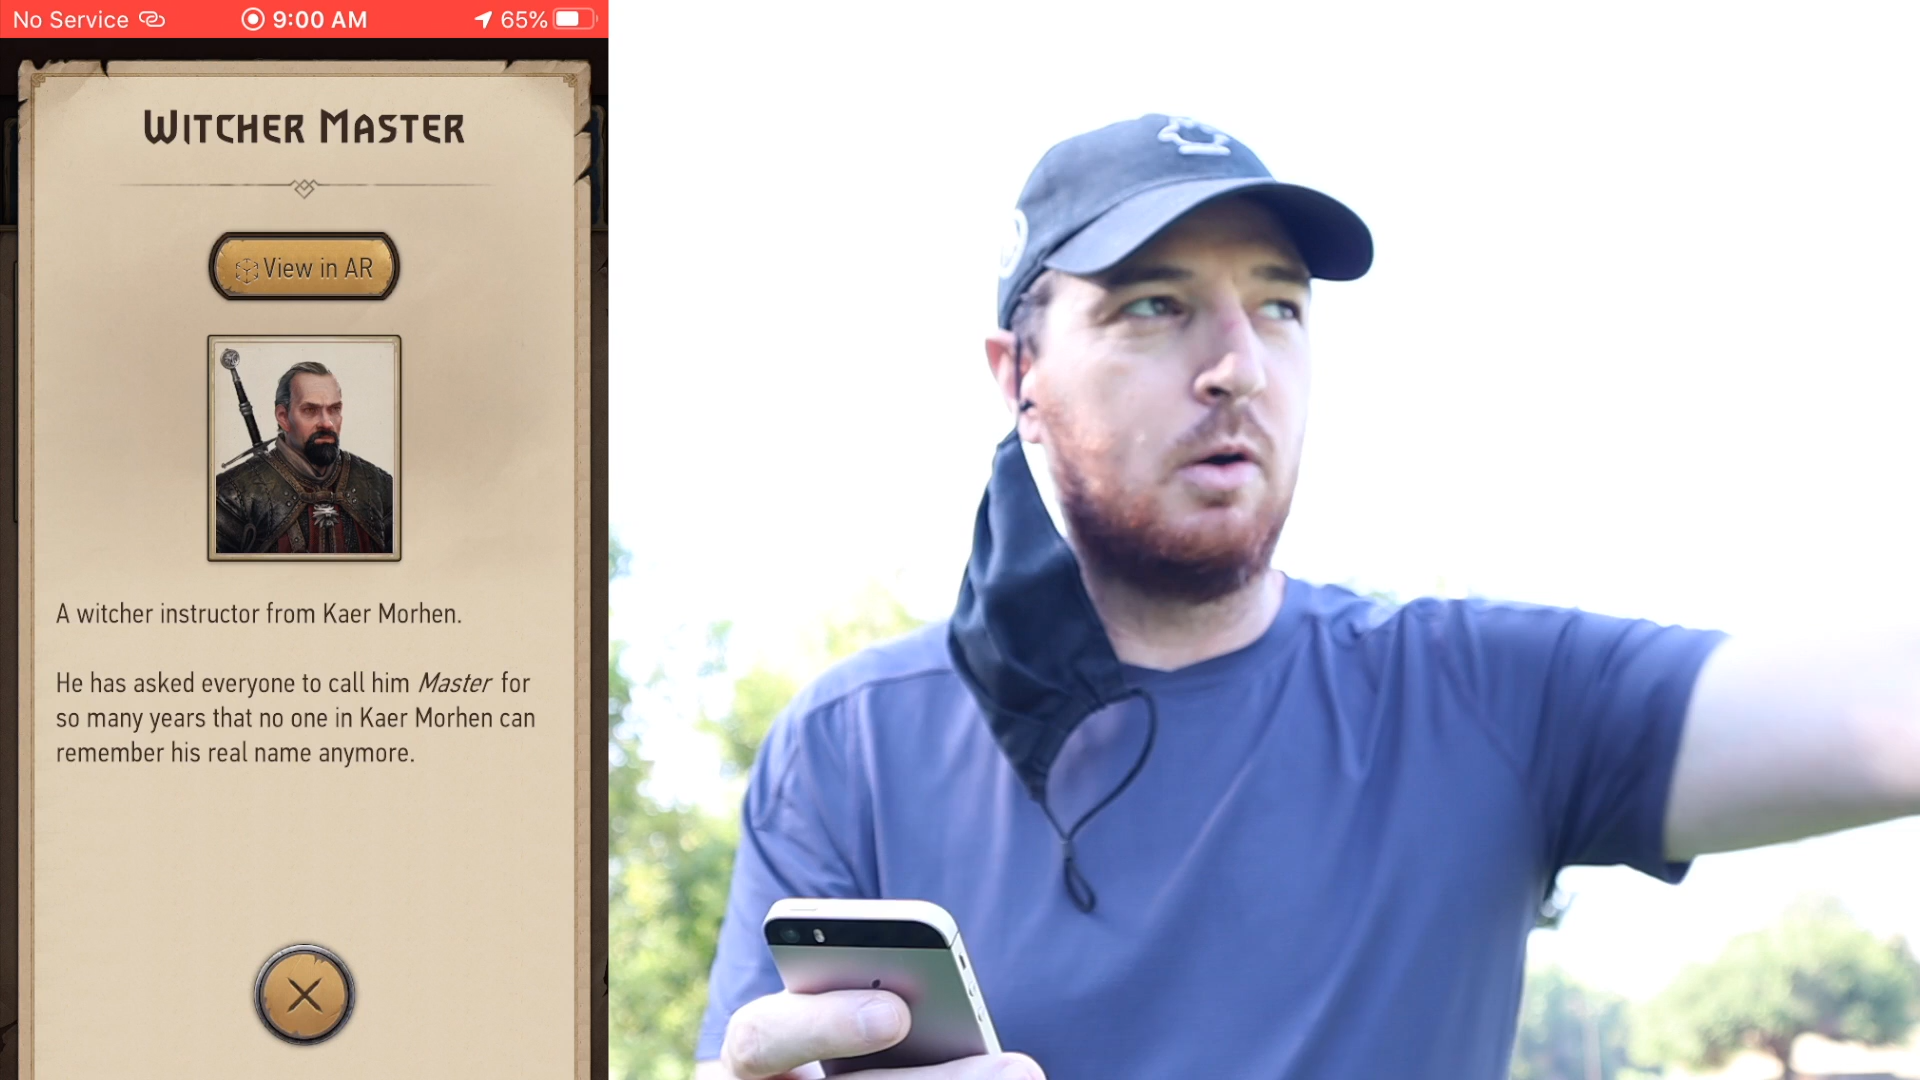 No Service 9:00 AM 65%
WITCHER MASTER
View in AR
A witcher instructor from Kaer Morhen.
He has asked everyone to call him Master for
so many years that no one in Kaer Morhen can
remember his real name anymore.